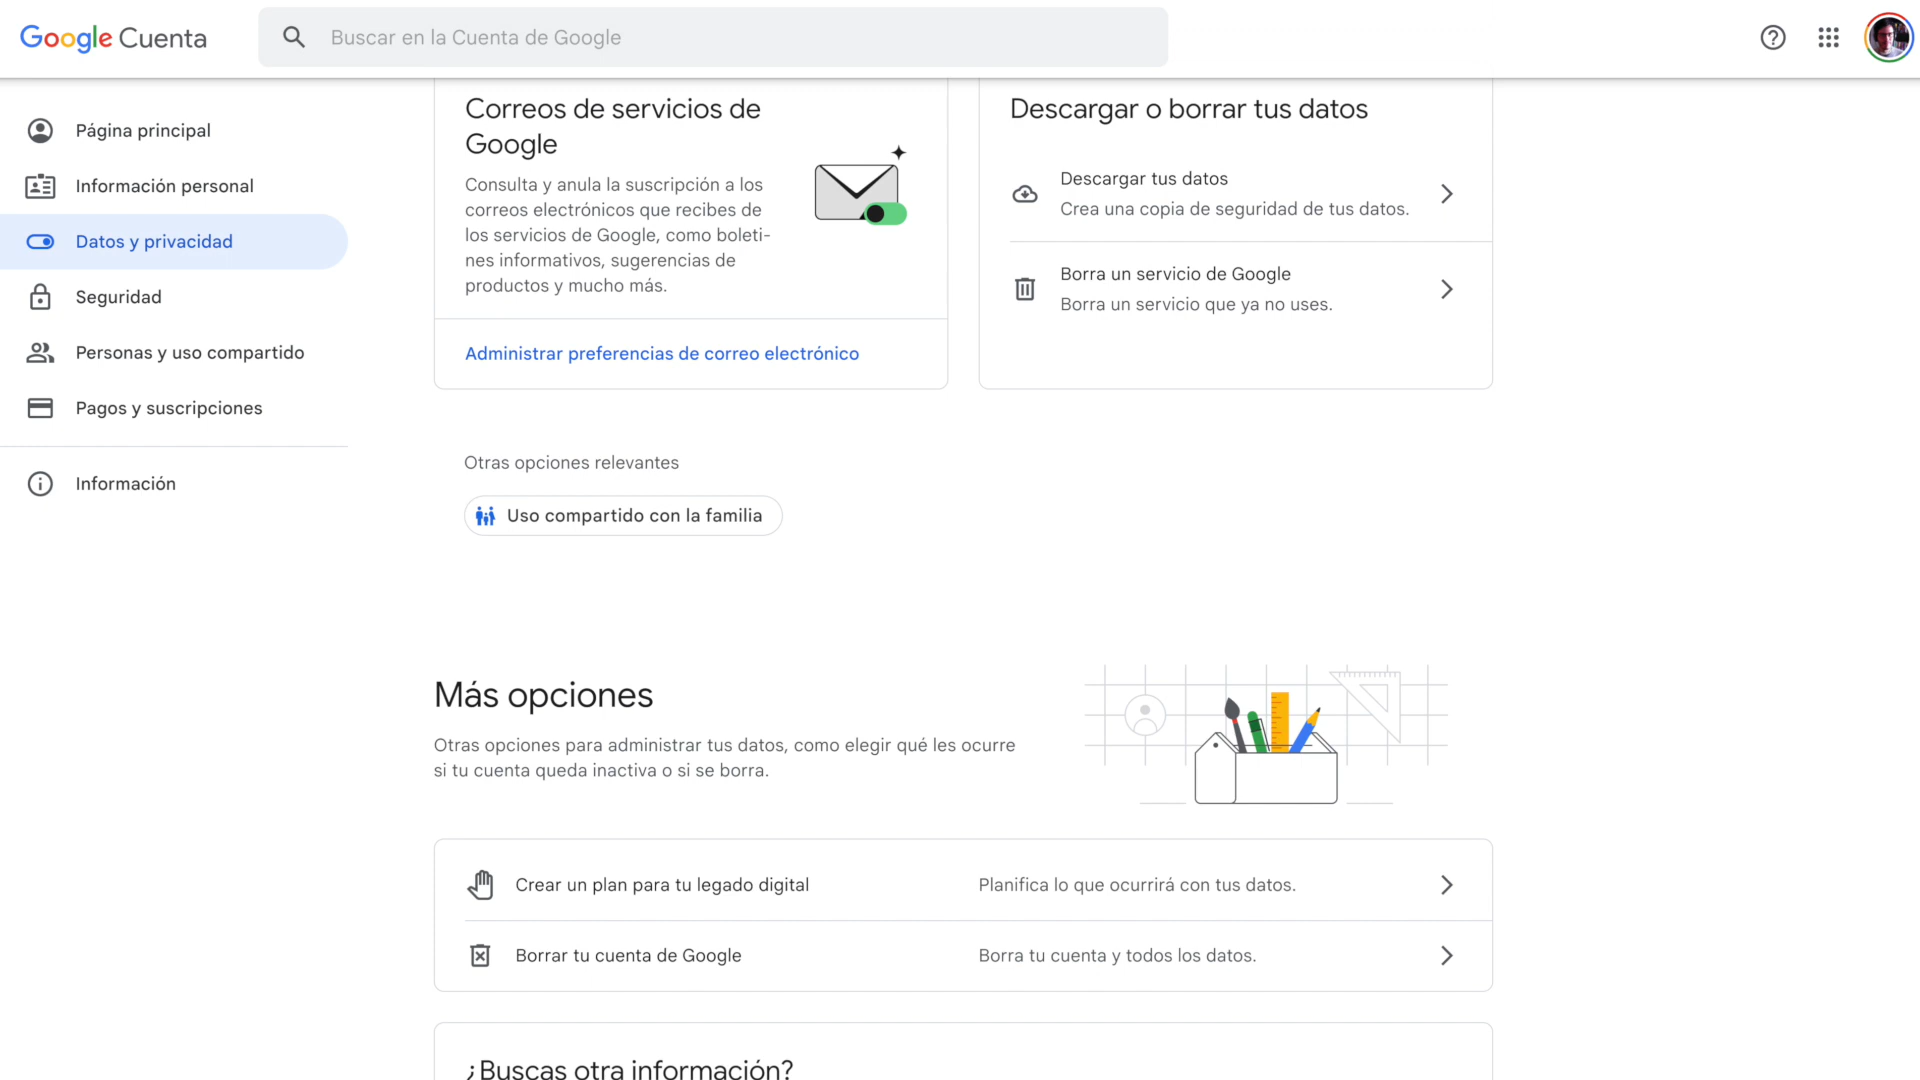 Google Cuenta
Buscar en la Cuenta de Google
Página principal
Información personal
Datos y privacidad
Seguridad
Personas y uso compartido
Pagos y suscripciones
Información
Correos de servicios de
Google
Consulta y anula la suscripción a los
correos electrónicos que recibes de
los servicios de Google, como boleti-
nes informativos, sugerencias de
productos y mucho más.
Administrar preferencias de correo electrónico
Descargar o borrar tus datos
Descargar tus datos
Crea una copia de seguridad de tus datos.
Borra un servicio de Google
Borra un servicio que ya no uses.
Otras opciones relevantes
Uso compartido con la familia
Más opciones
Otras opciones para administrar tus datos, como elegir qué les ocurre
si tu cuenta queda inactiva o si se borra.
Crear un plan para tu legado digital
Planifica lo que ocurrirá con tus datos.
Borrar tu cuenta de Google
Borra tu cuenta y todos los datos.
¿Buscas otra información?